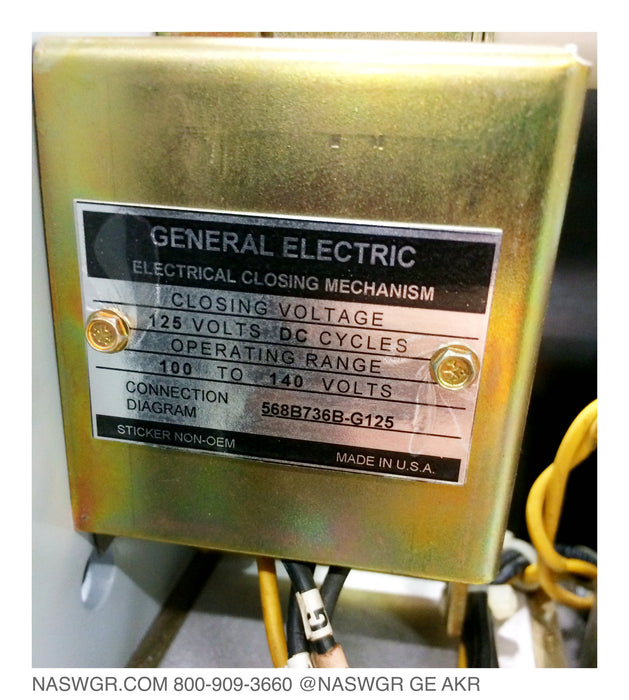 GENERAL ELECTRIC
ELECTRICAL CLOSING MECHANISM
CLOSING VOLTAGE
125 VOLTS DC CYCLES
OPERATING RANGE
100 TO 140 VOLTS
CONNECTION
DIAGRAM 568B736B-G125
STICKER NON-OEM
MADE IN U.S.A.
G
NASWGR.COM 800-909-3660 @NASWGR GE AKR